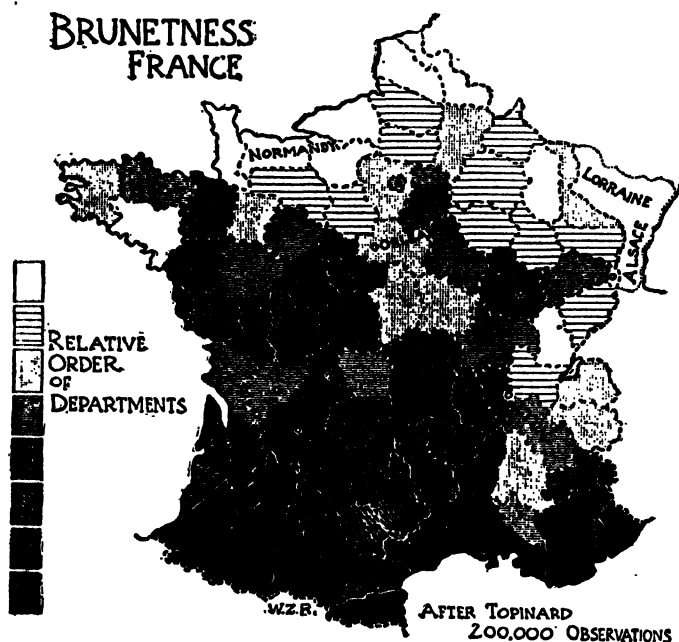 BRUNETNESS
FRANCE
NORMANDY
LORRAINE
ALSACE
RELATIVE
ORDER
OF
DEPARTMENTS
W.Z.R.
AFTER TOPINARD
200,000 OBSERVATIONS